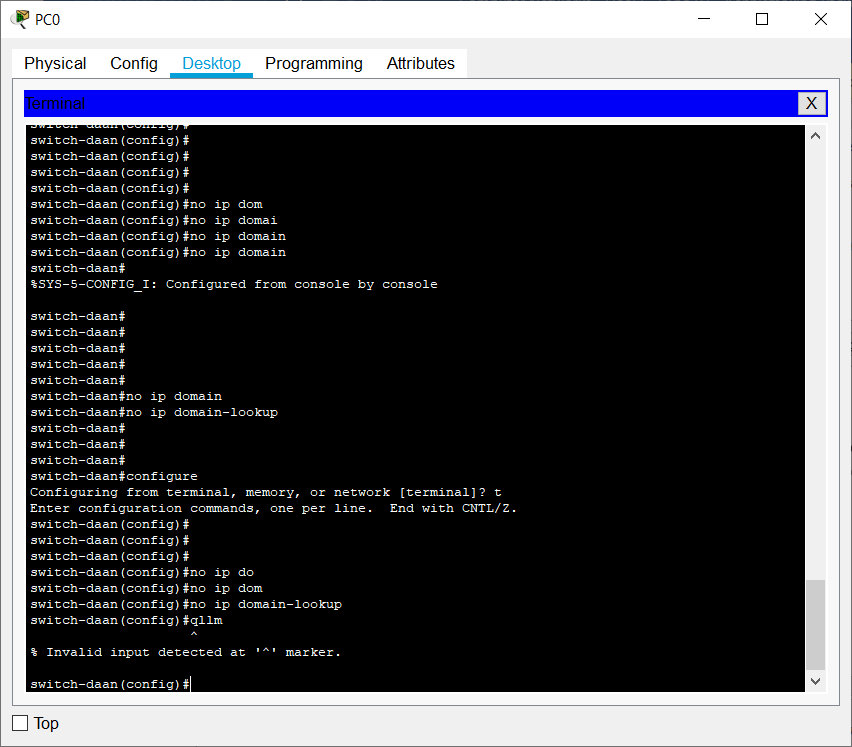 PC0
Physical Config Desktop Programming Attributes
Terminal
X
switch-daan(config)#
switch-daan(config)#
switch-daan(config)#
switch-daan(config)#
switch-daan(config)#
switch-daan(config)#no ip dom
switch-daan(config)#no ip domai
switch-daan(config)#no ip domain
switch-daan(config)#no ip domain
switch-daan#
%SYS-5-CONFIG_I: Configured from console by console
switch-daan#
switch-daan#
switch-daan#
switch-daan#
switch-daan#
switch-daan#no ip domain
switch-daan#no ip domain-lookup
switch-daan#
switch-daan#
switch-daan#
switch-daan#configure
Configuring from terminal, memory, or network [terminal]? t
Enter configuration commands, one per line.  End with CNTL/Z.
switch-daan(config)#
switch-daan(config)#
switch-daan(config)#
switch-daan(config)#no ip do
switch-daan(config)#no ip dom
switch-daan(config)#no ip domain-lookup
switch-daan(config)#qllm
^
% Invalid input detected at '^' marker.
switch-daan(config)#
Top